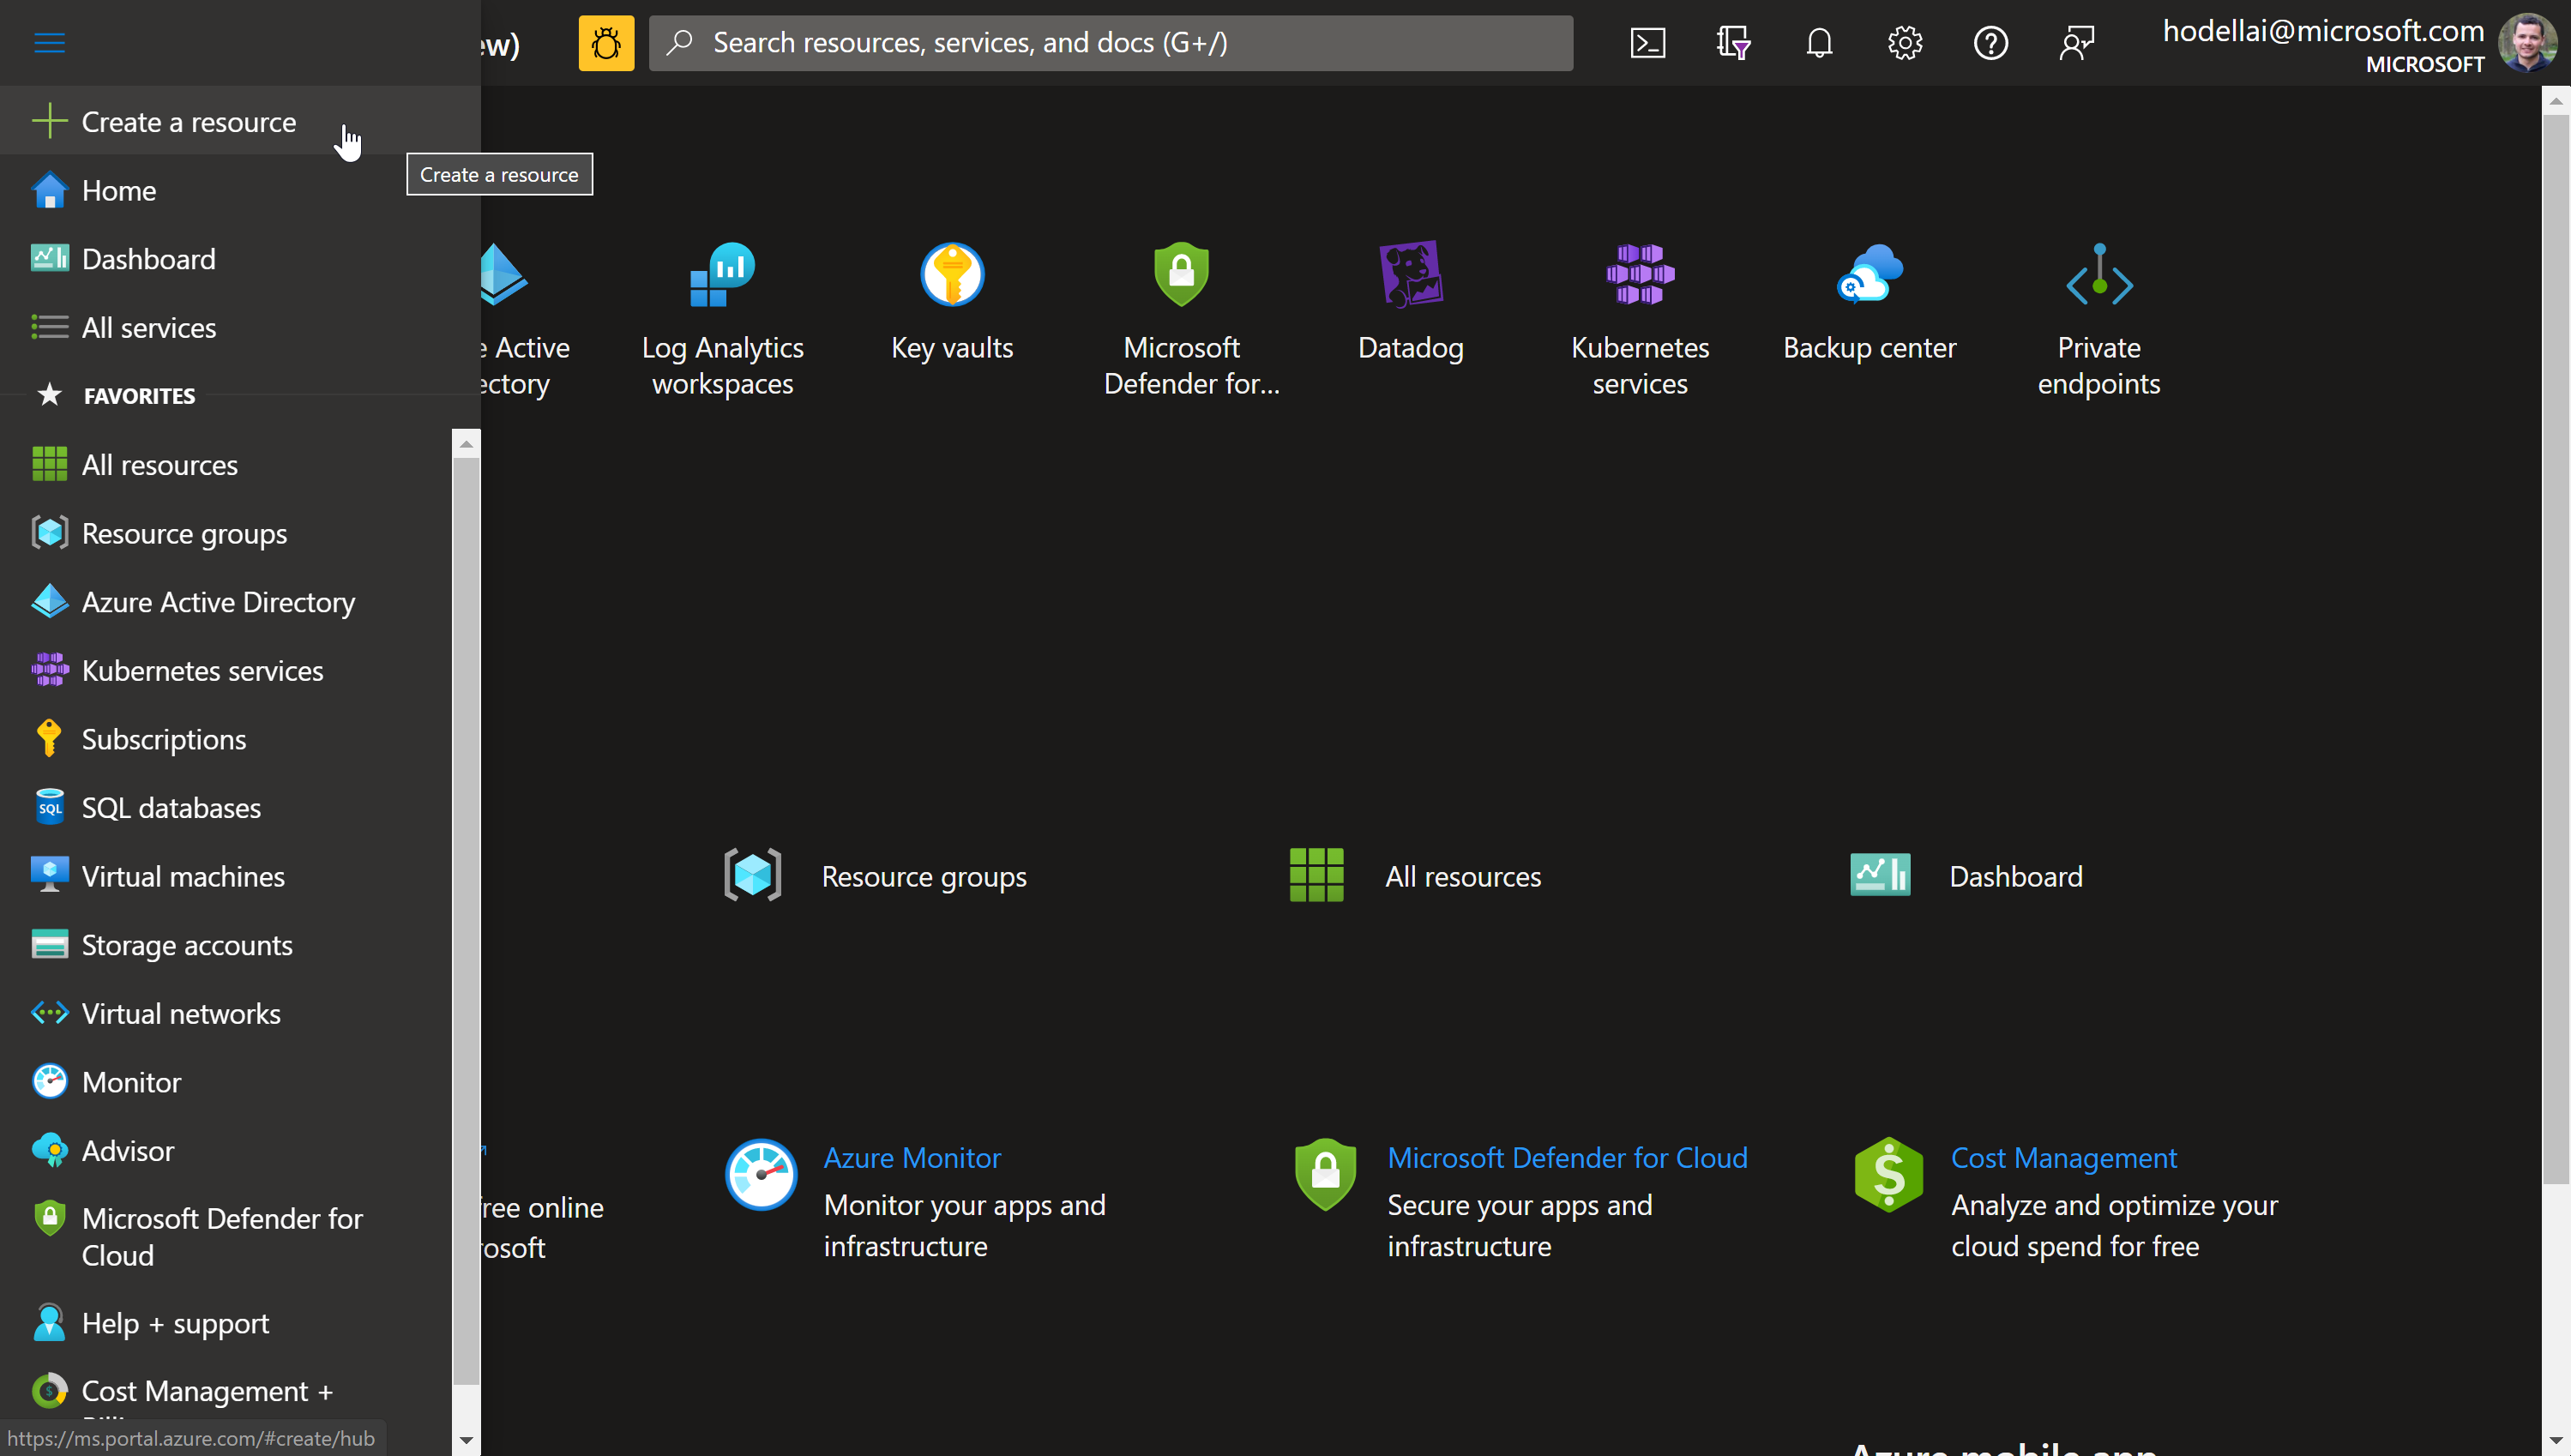 ew)
Search resources, services, and docs (G+/)
hodellai@microsoft.com
MICROSOFT
Create a resource
Create a resource
Home
Dashboard
All services
FAVORITES
All resources
Resource groups
Azure Active Directory
Kubernetes services
Subscriptions
SQL
SQL databases
Virtual machines
Storage accounts
Virtual networks
Monitor
Advisor
Microsoft Defender for
Cloud
Help + support
Cost Management +
https://ms.portal.azure.com/#create/hub
e Active
ectory
Log Analytics
workspaces
Key vaults
Microsoft
Defender for...
Datadog
Kubernetes
services
Backup center
Private
endpoints
Resource groups
All resources
Dashboard
free online
rosoft
Azure Monitor
Monitor your apps and
infrastructure
Microsoft Defender for Cloud
Secure your apps and
infrastructure
Cost Management
Analyze and optimize your
cloud spend for free
Azure mobile app